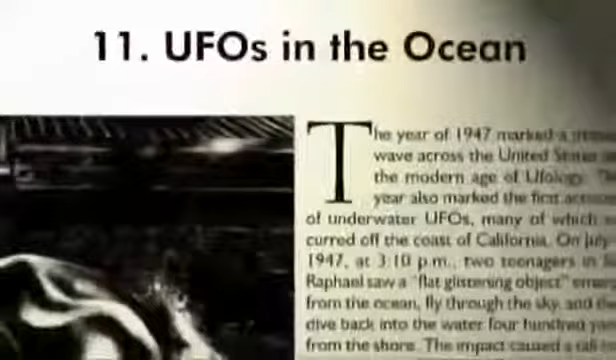 11. UFOs in the Ocean
The year of 1947 marked a
wave across the United States
the modern age of Ufology.
year also marked the first
of underwater UFOs, many of which
curred off the coast of California. On July
1947, at 3:10 p.m., two teenagers in
Raphael saw a "flat glistening object"
from the ocean, fly through the sky and
dive back into the water four hundred
from the shore. The impact caused a